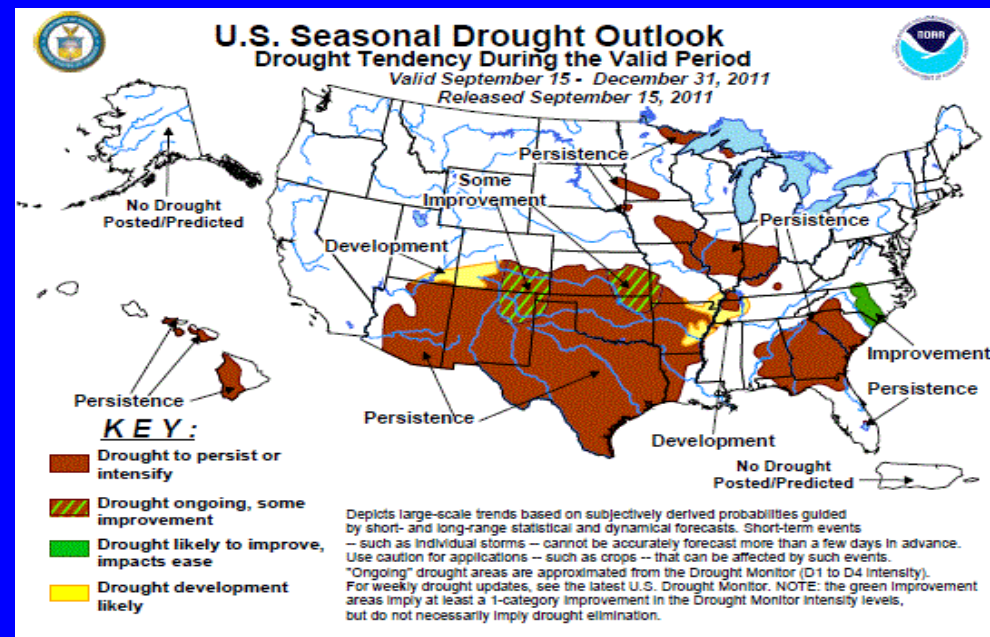 U.S. Seasonal Drought Outlook
Drought Tendency During the Valid Period
Valid September 15 - December 31, 2011
Released September 15, 2011
NOAA
No Drought
Posted/Predicted
Persistence
Some
Improvement
Development
Persistence
Improvement
Persistence
Persistence
Persistence
Development
No Drought
Posted/Predicted
KEY:
Drought to persist or
intensify
Drought ongoing, some
improvement
Drought likely to improve,
impacts ease
Drought development
likely
Depicts large-scale trends based on subjectively derived probabilities guided
by short- and long-range statistical and dynamical forecasts. Short-term events
-- such as individual storms -- cannot be accurately forecast more than a few days in advance.
Use caution for applications -- such as crops -- that can be affected by such events.
"Ongoing" drought areas are approximated from the Drought Monitor (D1 to D4 intensity).
For weekly drought updates, see the latest U.S. Drought Monitor. NOTE: the green improvement
areas imply at least a 1-category improvement in the Drought Monitor intensity levels,
but do not necessarily imply drought elimination.